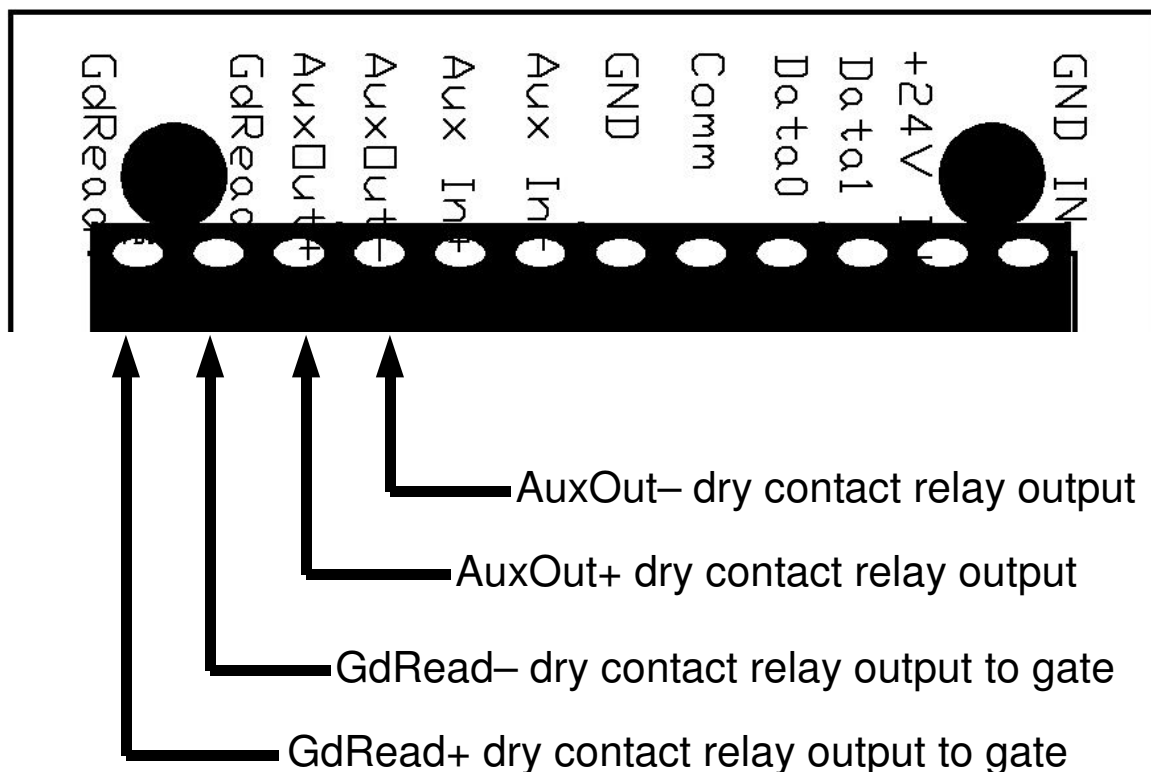 GdRead
GdRead
AuxOut+
AuxOut-
Aux In+
Aux In-
GND
Comm
Data0
Data1
+24V
GND IN
AuxOut– dry contact relay output
AuxOut+ dry contact relay output
GdRead– dry contact relay output to gate
GdRead+ dry contact relay output to gate